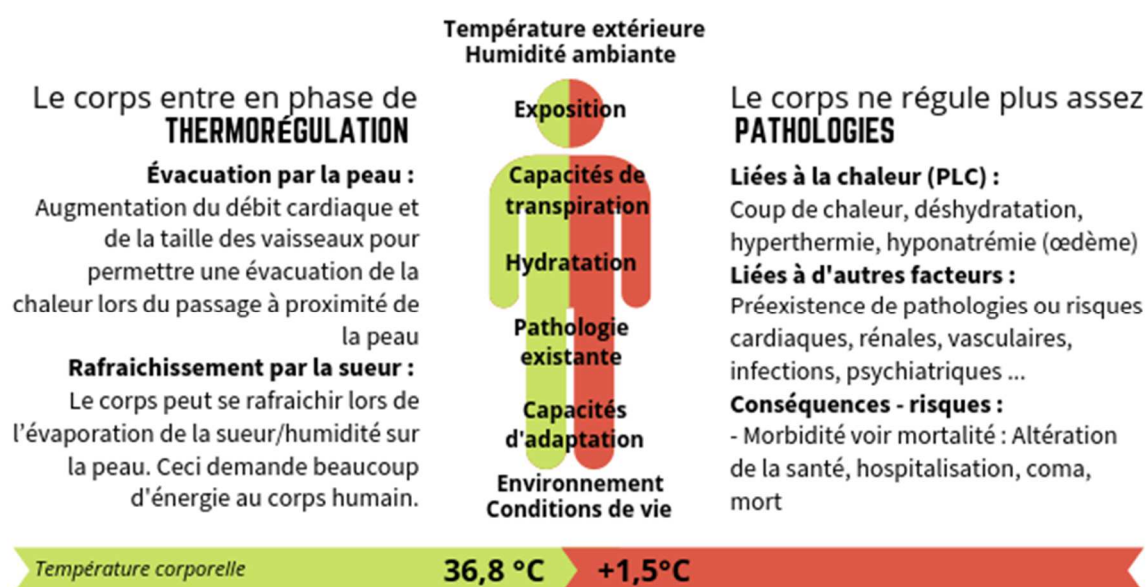 Température extérieure
Humidité ambiante
Le corps entre en phase de
THERMORÉGULATION
Évacuation par la peau :
Augmentation du débit cardiaque et
de la taille des vaisseaux pour
permettre une évacuation de la
chaleur lors du passage à proximité de
la peau
Rafraichissement par la sueur :
Le corps peut se rafraichir lors de
l'évaporation de la sueur/humidité sur
la peau. Ceci demande beaucoup
d'énergie au corps humain.
Exposition
Capacités de
transpiration
Hydratation
Pathologie
existante
Capacités
d'adaptation
Environnement
Conditions de vie
Le corps ne régule plus assez
PATHOLOGIES
Liées à la chaleur (PLC) :
Coup de chaleur, déshydratation,
hyperthermie, hyponatrémie (œdème)
Liées à d'autres facteurs :
Préexistence de pathologies ou risques
cardiaques, rénales, vasculaires,
infections, psychiatriques ...
Conséquences - risques :
- Morbidité voir mortalité : Altération
de la santé, hospitalisation, coma,
mort
Température corporelle
36,8 °C
+1,5°C